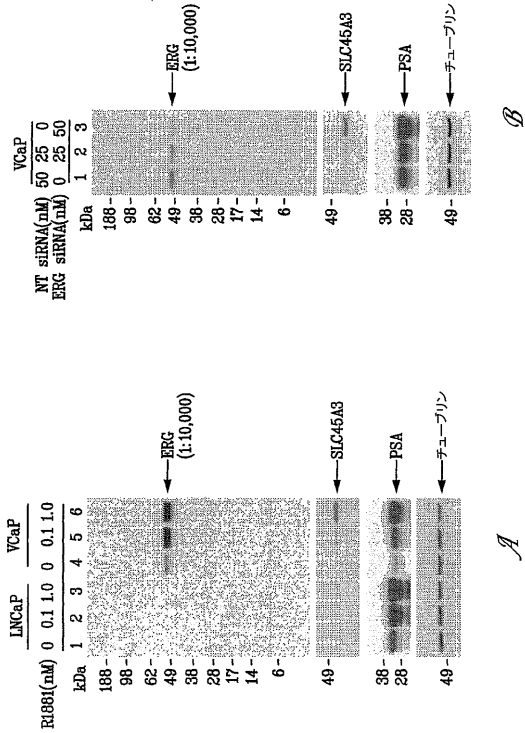 LNCaP VCaP
R1881(nM) 0 0.1 1.0 0 0.1 1.0
kDa 1 2 3 4 5 6
188-
98-
62-
49-
38-
28-
17-
14-
6-
ERG
(1:10,000)
49-
SLC45A3
38-
28-
PSA
49-
チューブリン
A
VCaP
NT siRNA(nM) 50 25 0
ERG siRNA(nM) 0 25 50
kDa 1 2 3
188-
98-
62-
49-
38-
28-
17-
14-
6-
ERG
(1:10,000)
49-
SLC45A3
38-
28-
PSA
49-
チューブリン
B